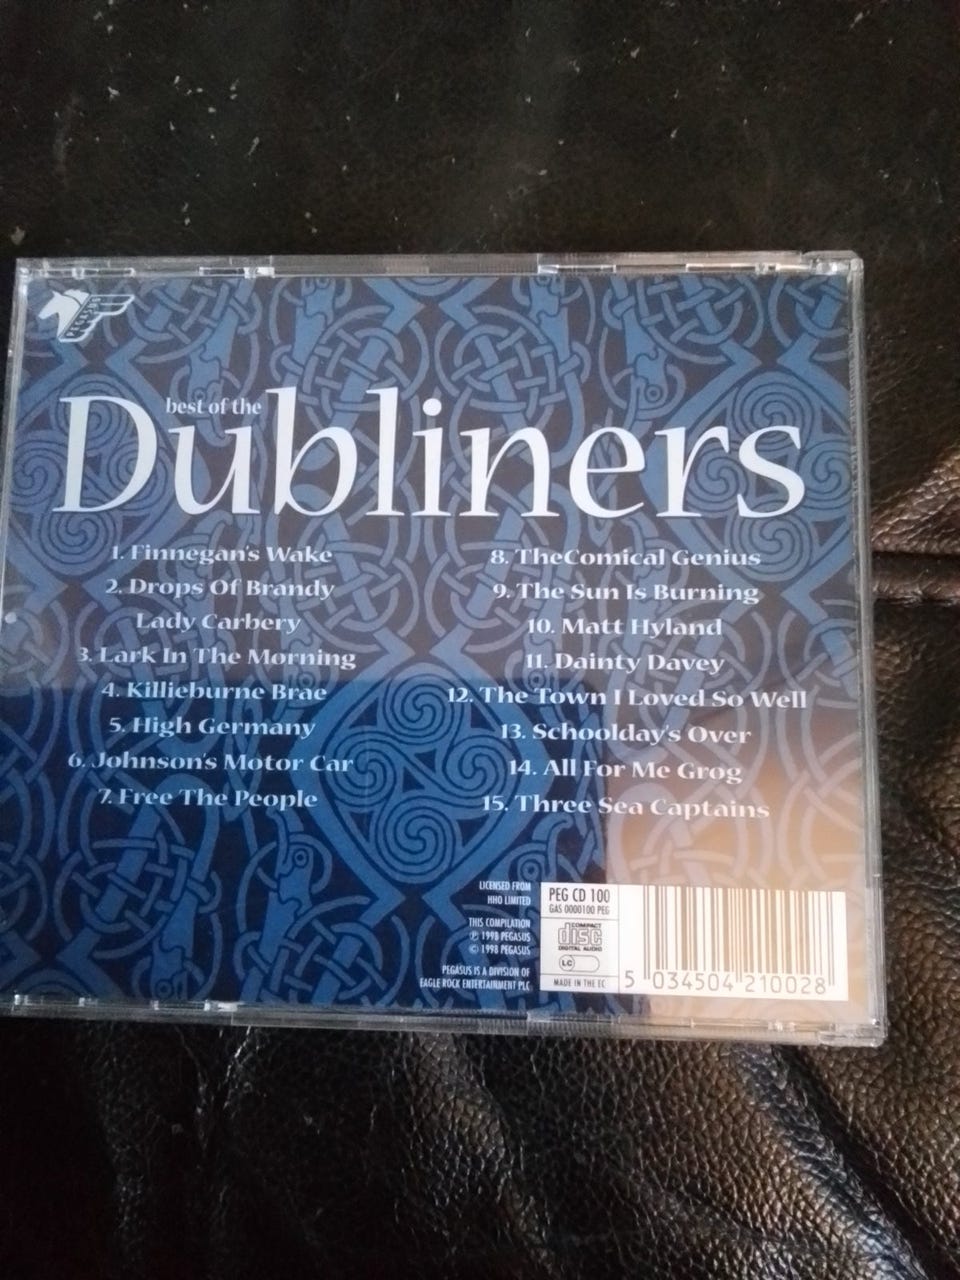 PEGASUS
best of the
Dubliners
1. Finnegan's Wake
2. Drops Of Brandy
Lady Carbery
3. Lark In The Morning
4. Killieburne Brae
5. High Germany
6. Johnson's Motor Car
7. Free The People
8. TheComical Genius
9. The Sun Is Burning
10. Matt Hyland
11. Dainty Davey
12. The Town I Loved So Well
13. Schoolday's Over
14. All For Me Grog
15. Three Sea Captains
LICENSED FROM
HHO LIMITED
THIS COMPILATION
℗ 1998 PEGASUS
© 1998 PEGASUS
PEGASUS IS A DIVISION OF
EAGLE ROCK ENTERTAINMENT PLC
PEG CD 100
GAS 0000100 PEG
COMPACT
disc
DIGITAL AUDIO
LC
MADE IN THE EC
5 034504 210028